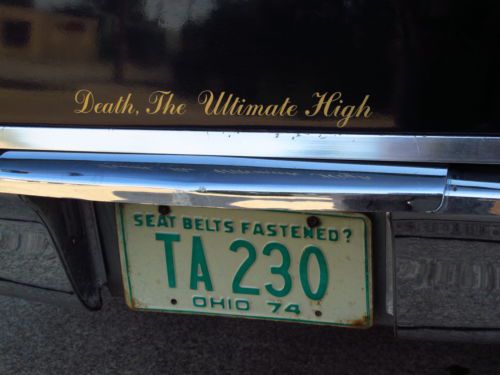 Death, The Ultimate High
SEAT BELTS FASTENED?
TA 230
OHIO 74